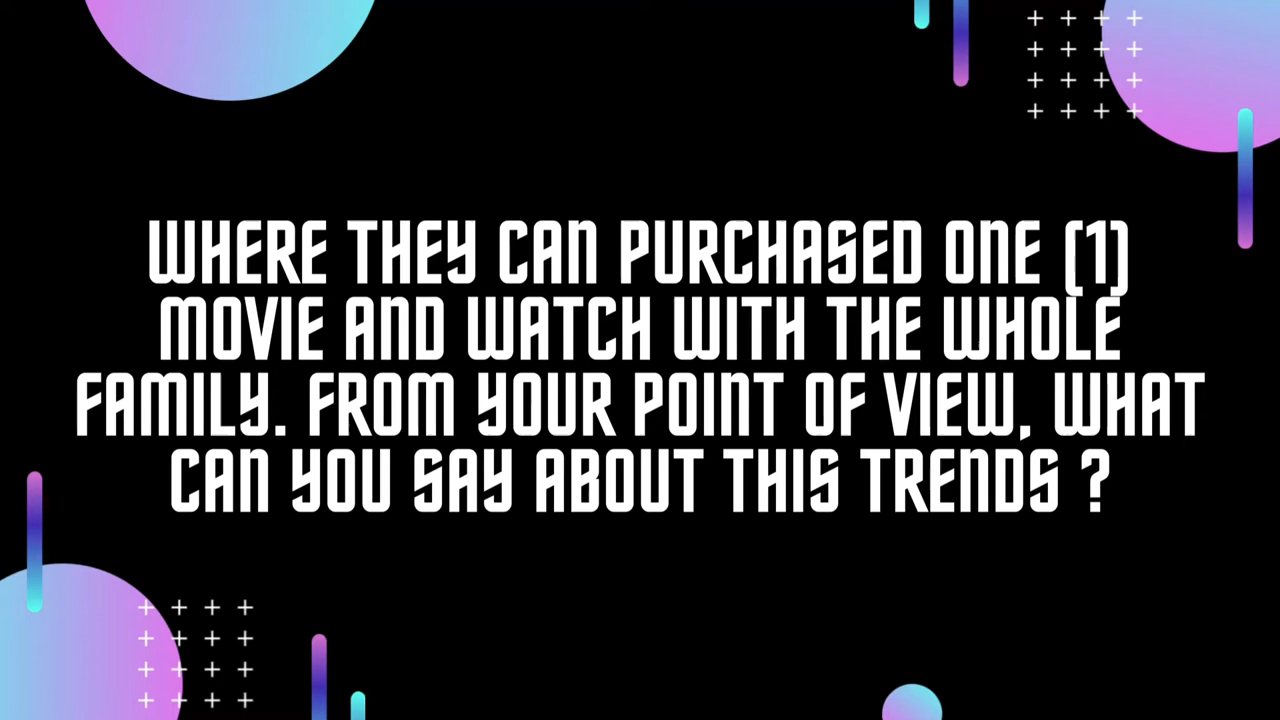 WHERE THEY CAN PURCHASED ONE (1)
MOVIE AND WATCH WITH THE WHOLE
FAMILY. FROM YOUR POINT OF VIEW, WHAT
CAN YOU SAY ABOUT THIS TRENDS ?